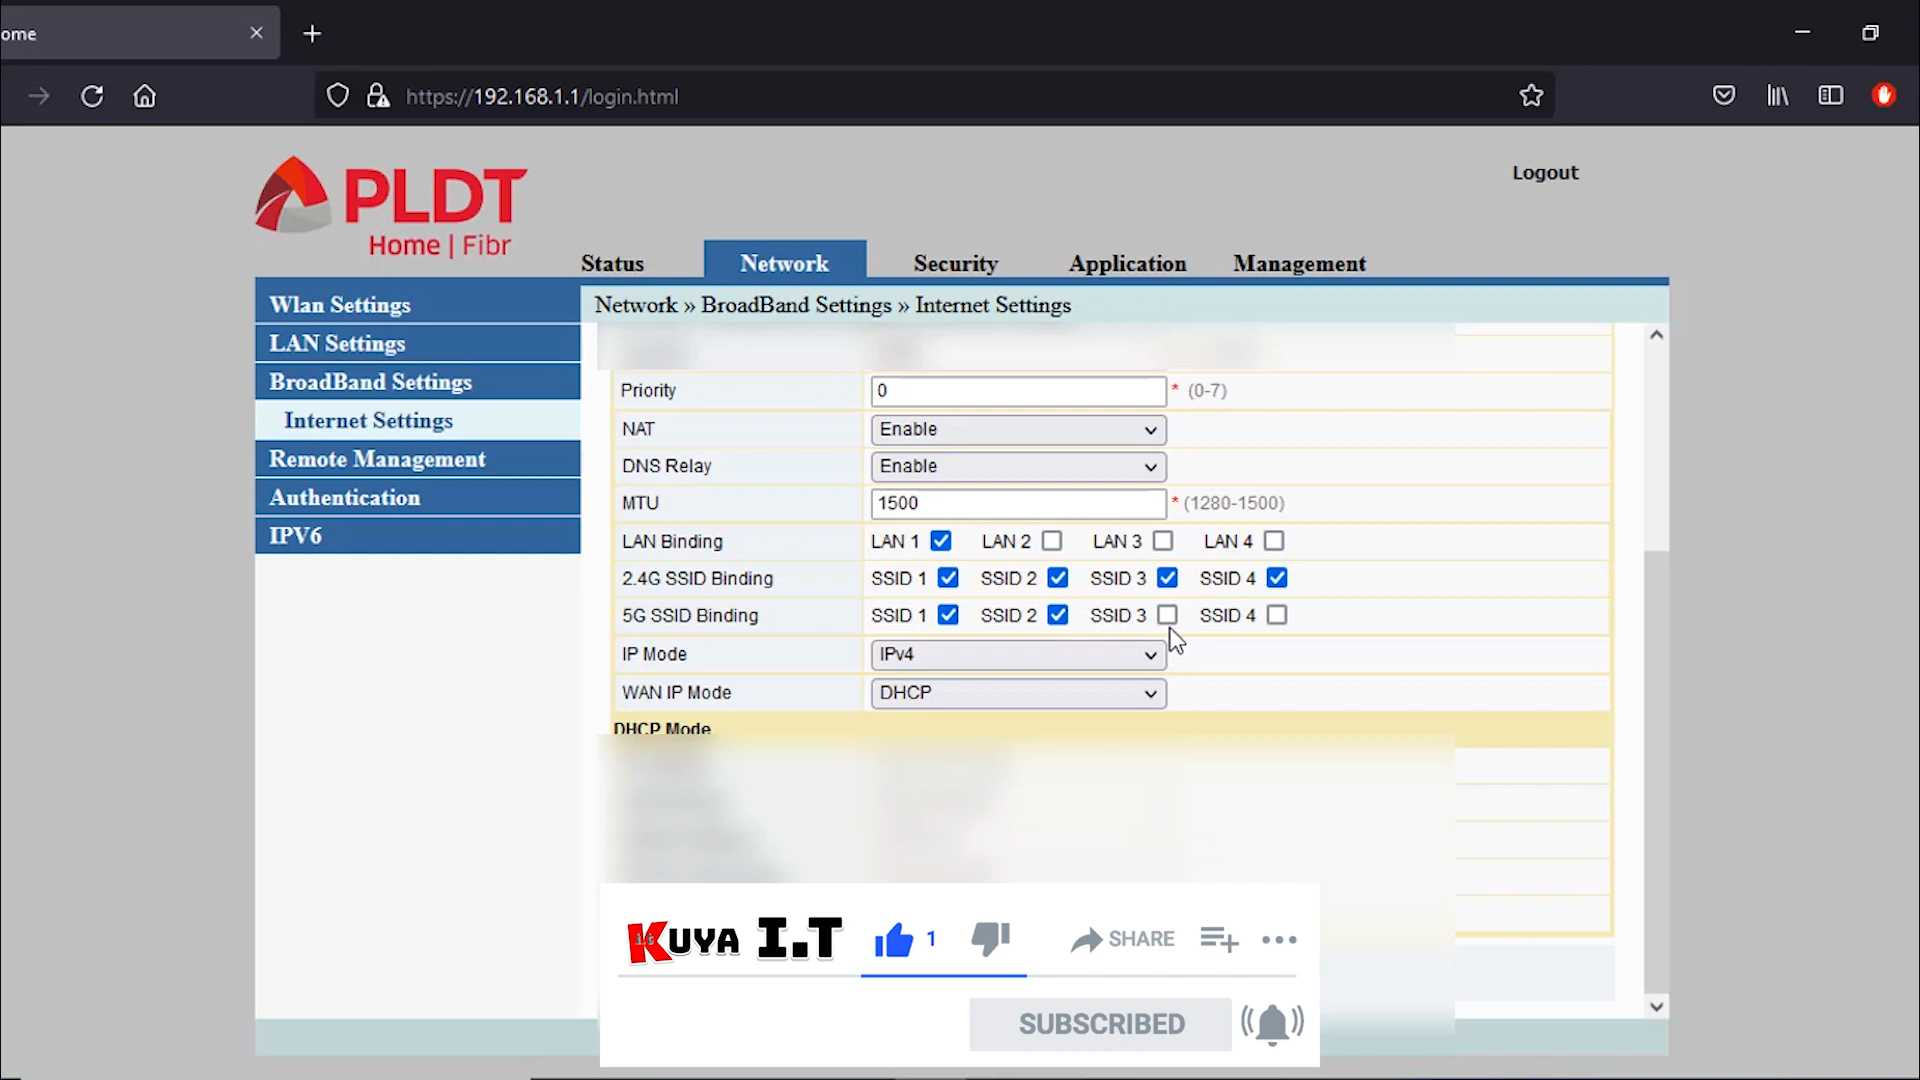 ome
https://192.168.1.1/login.html
PLDT
Home | Fibr
Logout
Status Network Security Application Management
Wlan Settings
LAN Settings
BroadBand Settings
Internet Settings
Remote Management
Authentication
IPV6
Network » BroadBand Settings » Internet Settings
Priority 0 * (0-7)
NAT Enable
DNS Relay Enable
MTU 1500 * (1280-1500)
LAN Binding LAN 1 LAN 2 LAN 3 LAN 4
2.4G SSID Binding SSID 1 SSID 2 SSID 3 SSID 4
5G SSID Binding SSID 1 SSID 2 SSID 3 SSID 4
IP Mode IPv4
WAN IP Mode DHCP
DHCP Mode
KUYA I.T 1 SHARE
SUBSCRIBED